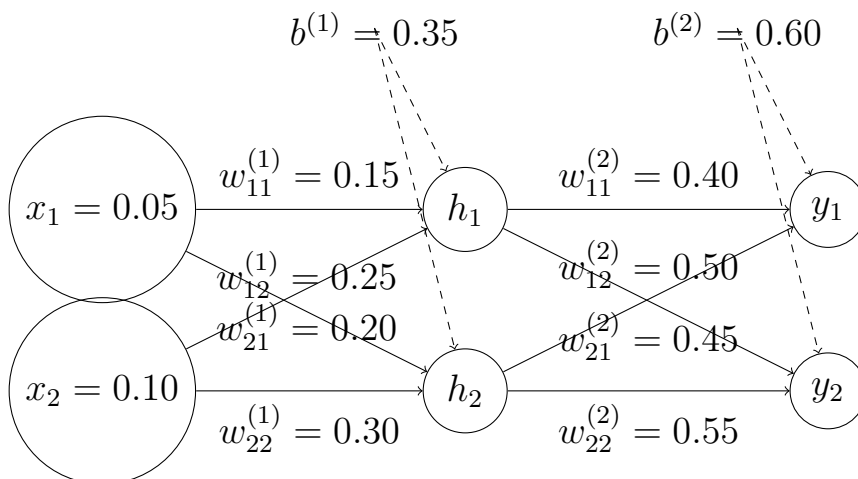 b^{(1)} = 0.35
b^{(2)} = 0.60
w_{11}^{(1)} = 0.15
w_{11}^{(2)} = 0.40
x_1 = 0.05
h_1
y_1
w_{12}^{(1)} = 0.25
w_{12}^{(2)} = 0.50
w_{21}^{(1)} = 0.20
w_{21}^{(2)} = 0.45
x_2 = 0.10
h_2
y_2
w_{22}^{(1)} = 0.30
w_{22}^{(2)} = 0.55